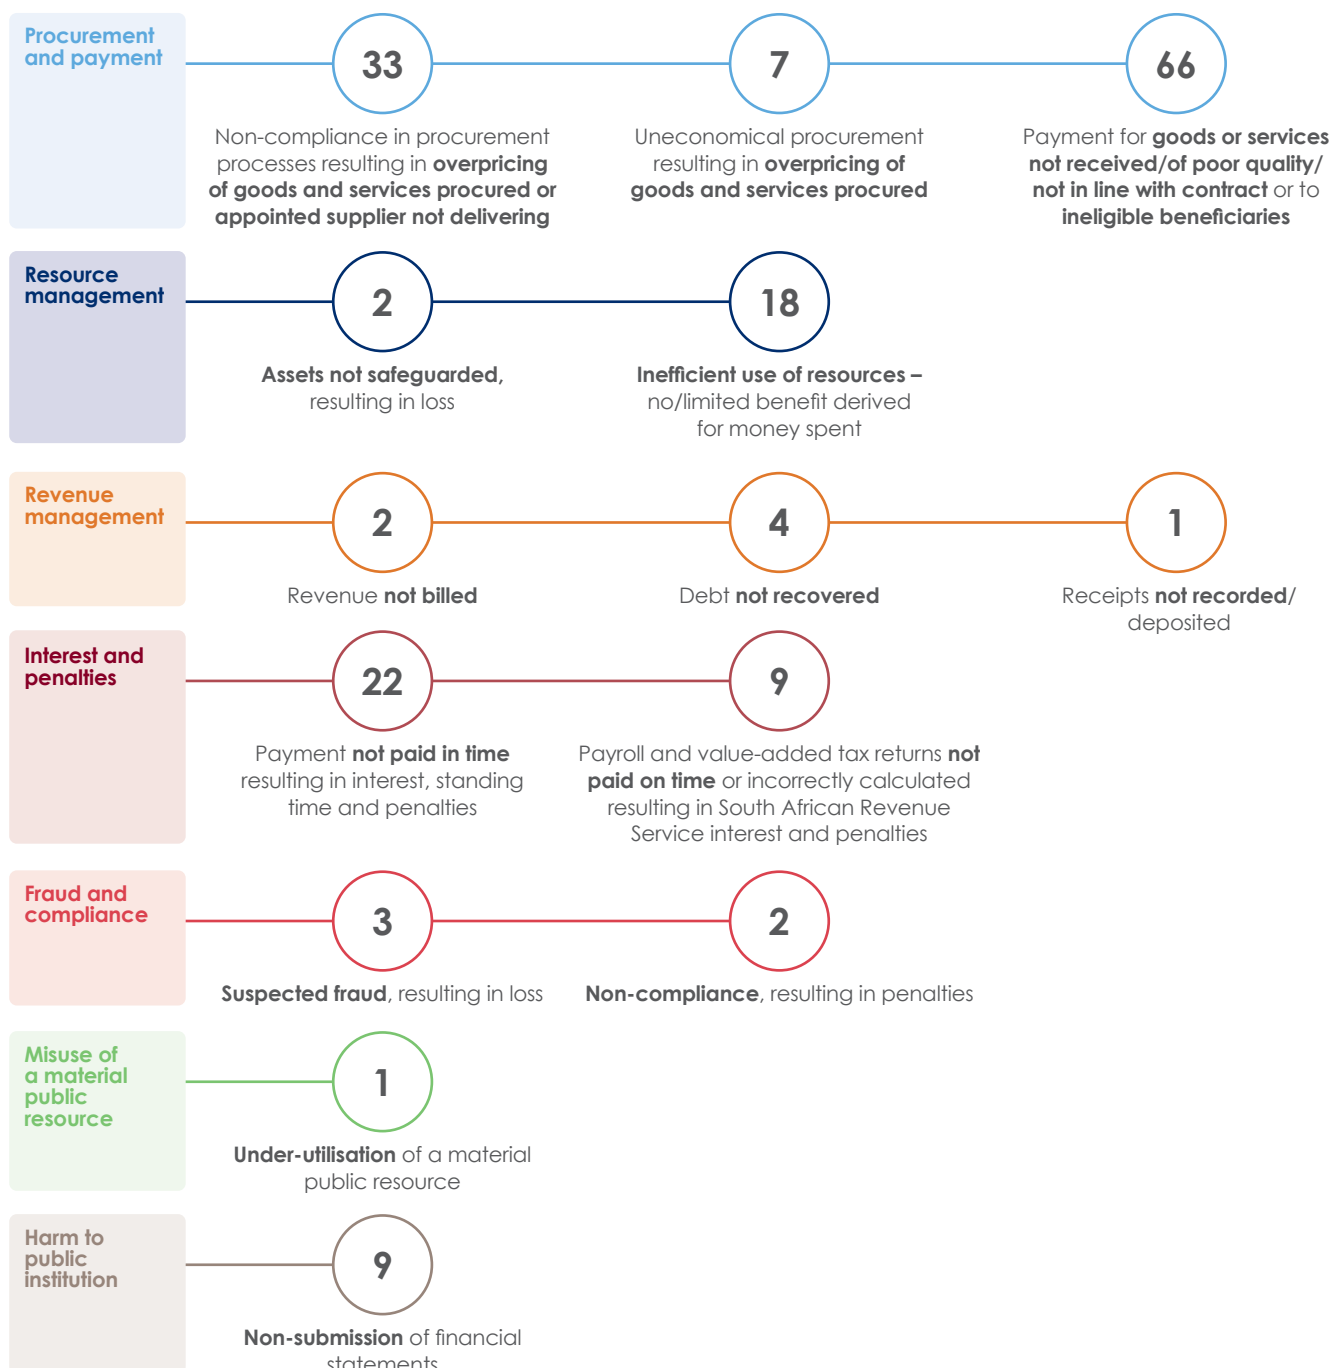 Procurement
and payment
33
7
66
Non-compliance in procurement
processes resulting in overpricing
of goods and services procured or
appointed supplier not delivering
Uneconomical procurement
resulting in overpricing of
goods and services procured
Payment for goods or services
not received/of poor quality/
not in line with contract or to
ineligible beneficiaries
Resource
management
2
18
Assets not safeguarded,
resulting in loss
Inefficient use of resources –
no/limited benefit derived
for money spent
Revenue
management
2
4
1
Revenue not billed
Debt not recovered
Receipts not recorded/
deposited
Interest and
penalties
22
9
Payment not paid in time
resulting in interest, standing
time and penalties
Payroll and value-added tax returns not
paid on time or incorrectly calculated
resulting in South African Revenue
Service interest and penalties
Fraud and
compliance
3
2
Suspected fraud, resulting in loss
Non-compliance, resulting in penalties
Misuse of
a material
public
resource
1
Under-utilisation of a material
public resource
Harm to
public
institution
9
Non-submission of financial
statements